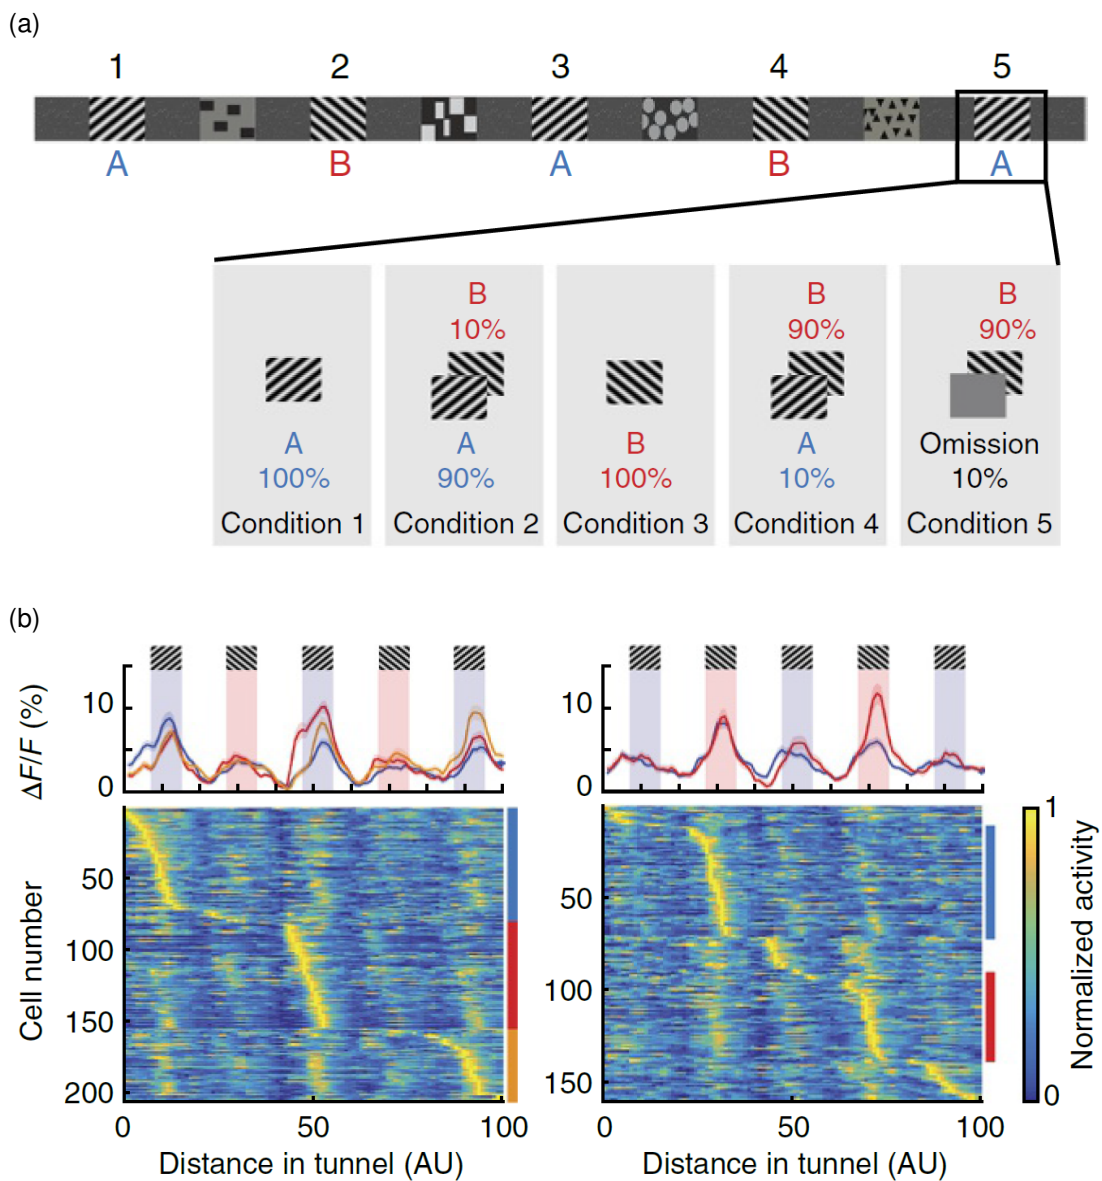 (a)
1 2 3 4 5
A B A B A
B B B
10% 90% 90%
A B A Omission
100% 90% 100% 10% 10%
Condition 1 Condition 2 Condition 3 Condition 4 Condition 5
(b)
ΔF/F (%)
10
0
10
0
Cell number
50
100
150
200
0 50 100
Distance in tunnel (AU)
50
100
150
0 50 100
Distance in tunnel (AU)
1
0
Normalized activity